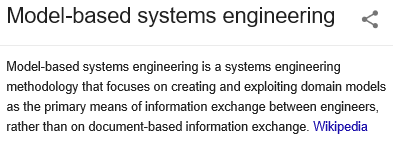 Model-based systems engineering
Model-based systems engineering is a systems engineering
methodology that focuses on creating and exploiting domain models
as the primary means of information exchange between engineers,
rather than on document-based information exchange. Wikipedia